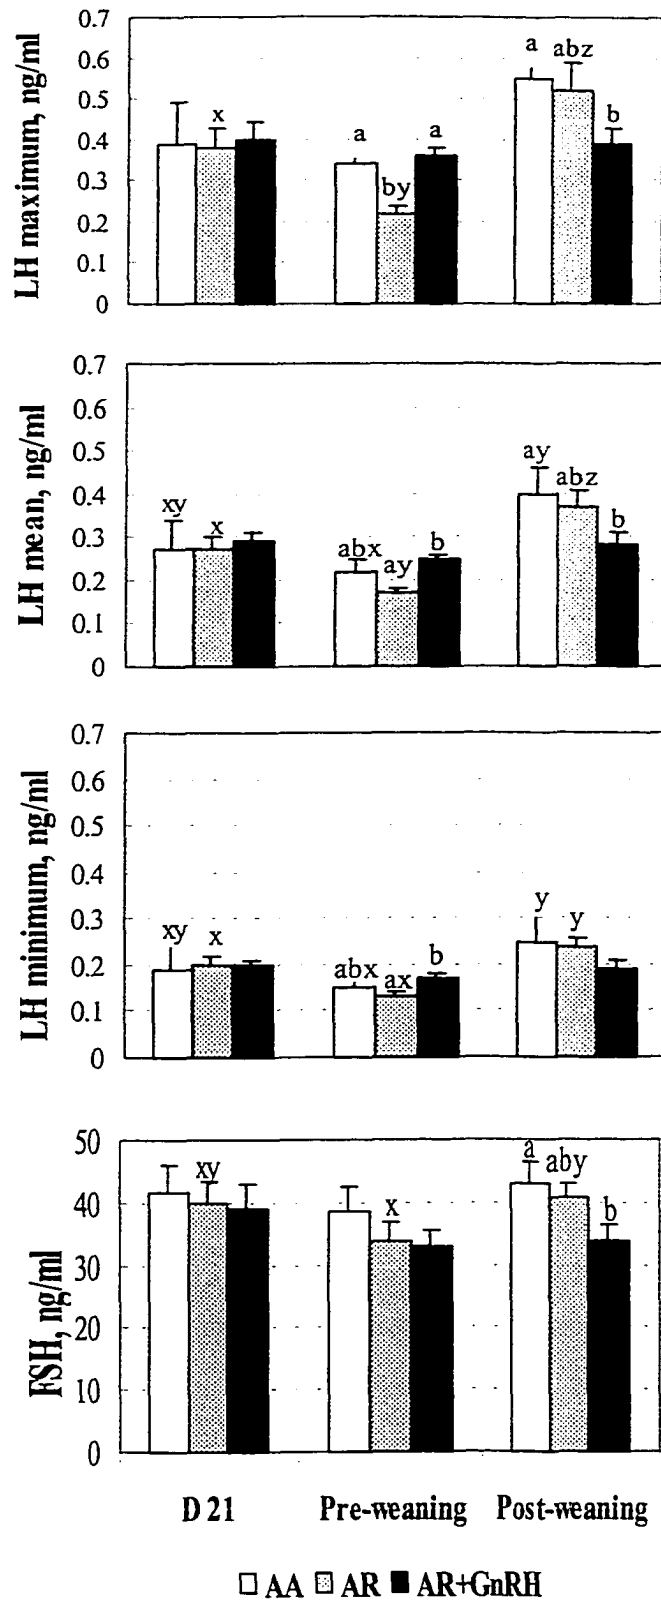 LH maximum, ng/ml
0.7
0.6
0.5
0.4
0.3
0.2
0.1
0
x
a
by
a
a
abz
b
LH mean, ng/ml
0.7
0.6
0.5
0.4
0.3
0.2
0.1
0
xy
x
abx
ay
b
ay
abz
b
LH minimum, ng/ml
0.7
0.6
0.5
0.4
0.3
0.2
0.1
0
xy
x
abx
ax
b
y
y
FSH, ng/ml
50
40
30
20
10
0
xy
x
a
aby
b
D 21 Pre-weaning Post-weaning
AA AR AR+GnRH